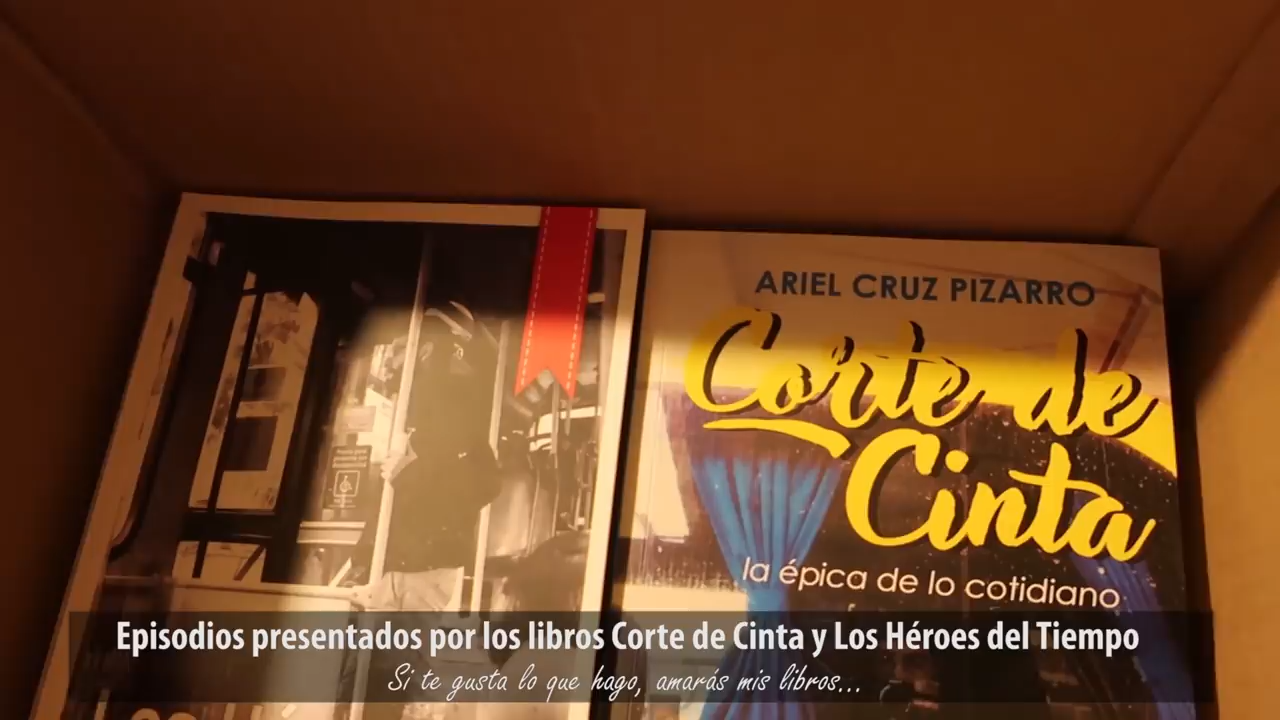 ARIEL CRUZ PIZARRO
Corte de
Cinta
la épica de lo cotidiano
Episodios presentados por los libros Corte de Cinta y Los Héroes del Tiempo
Si te gusta lo que hago, amarás mis libros...